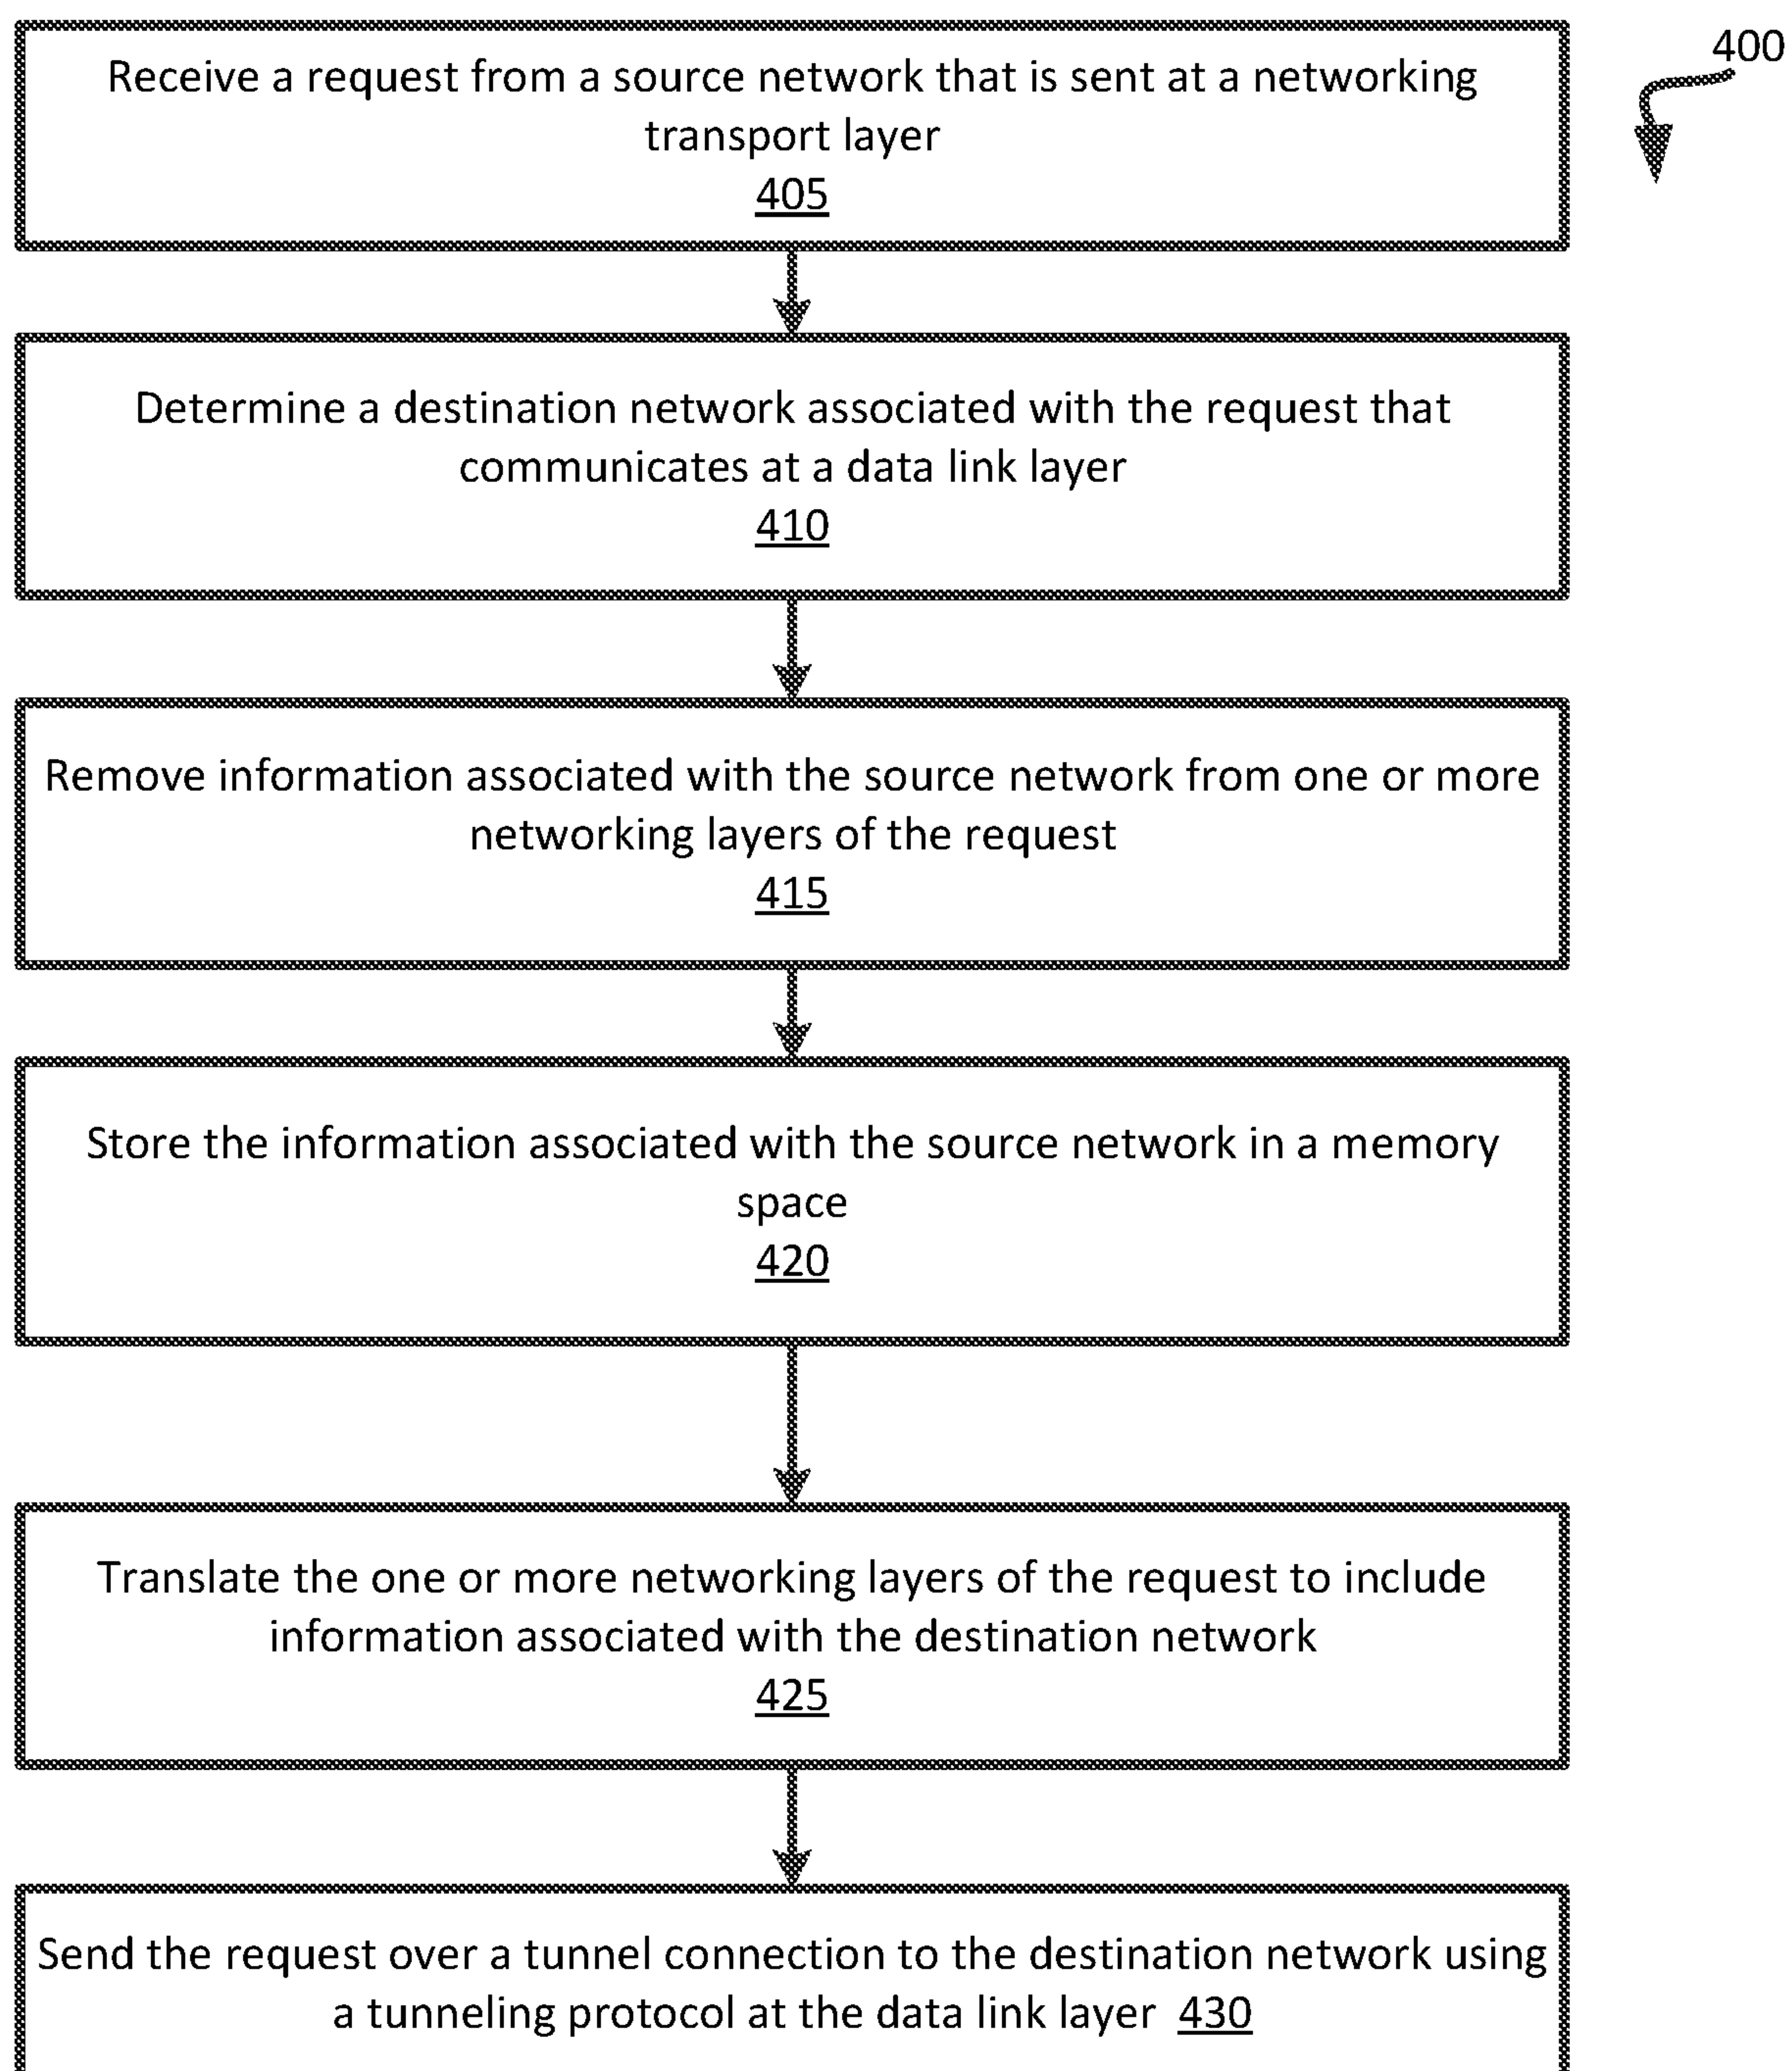 400
Receive a request from a source network that is sent at a networking
transport layer
405
Determine a destination network associated with the request that
communicates at a data link layer
410
Remove information associated with the source network from one or more
networking layers of the request
415
Store the information associated with the source network in a memory
space
420
Translate the one or more networking layers of the request to include
information associated with the destination network
425
Send the request over a tunnel connection to the destination network using
a tunneling protocol at the data link layer 430